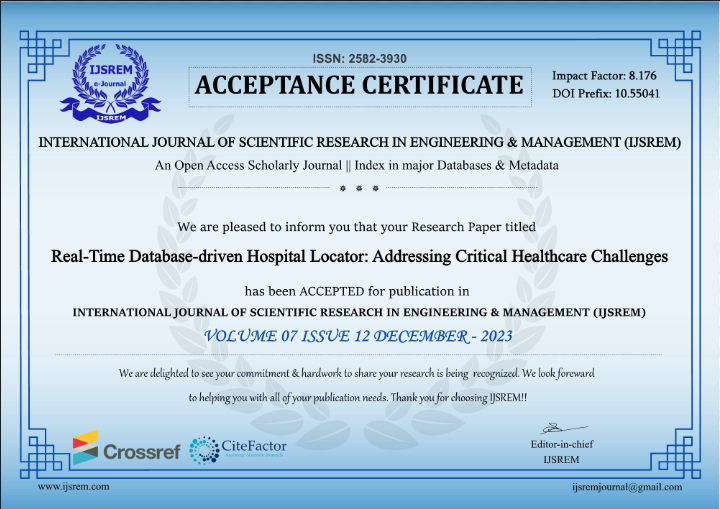 ISSN: 2582-3930
IJSREM
e-Journal
IJSREM
ACCEPTANCE CERTIFICATE
Impact Factor: 8.176
DOI Prefix: 10.55041
INTERNATIONAL JOURNAL OF SCIENTIFIC RESEARCH IN ENGINEERING & MANAGEMENT (IJSREM)
An Open Access Scholarly Journal || Index in major Databases & Metadata
We are pleased to inform you that your Research Paper titled
Real-Time Database-driven Hospital Locator: Addressing Critical Healthcare Challenges
has been ACCEPTED for publication in
INTERNATIONAL JOURNAL OF SCIENTIFIC RESEARCH IN ENGINEERING & MANAGEMENT (IJSREM)
VOLUME 07 ISSUE 12 DECEMBER - 2023
We are delighted to see your commitment & hardwork to share your research is being recognized. We look foreward
to helping you with all of your publication needs. Thank you for choosing IJSREM!!
Crossref
CiteFactor
Academic Scientific Journals
Editor-in-chief
IJSREM
www.ijsrem.com
ijsremjournal@gmail.com